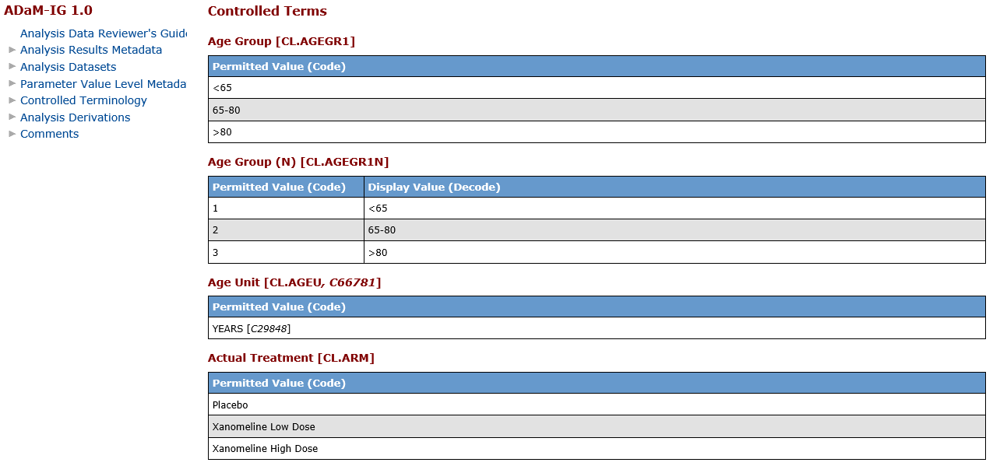 ADaM-IG 1.0
Analysis Data Reviewer's Guide
Analysis Results Metadata
Analysis Datasets
Parameter Value Level Metada
Controlled Terminology
Analysis Derivations
Comments
Controlled Terms
Age Group [CL.AGEGR1]
Permitted Value (Code)
<65
65-80
>80
Age Group (N) [CL.AGEGR1N]
Permitted Value (Code) Display Value (Decode)
1 <65
2 65-80
3 >80
Age Unit [CL.AGEU, C66781]
Permitted Value (Code)
YEARS [C29848]
Actual Treatment [CL.ARM]
Permitted Value (Code)
Placebo
Xanomeline Low Dose
Xanomeline High Dose